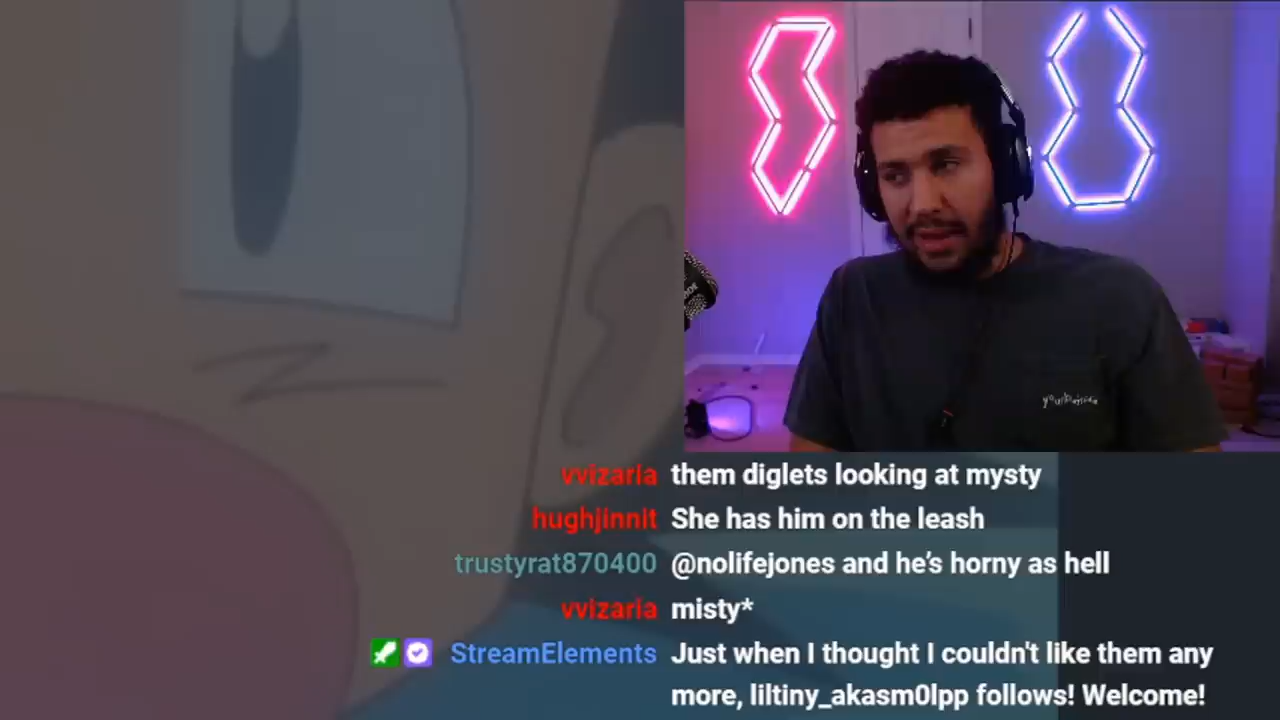 vvizaria them diglets looking at mysty
hughjinnit She has him on the leash
trustyrat870400 @nolifejones and he's horny as hell
vvizaria misty*
StreamElements Just when I thought I couldn't like them any
more, liltiny_akasm0lpp follows! Welcome!